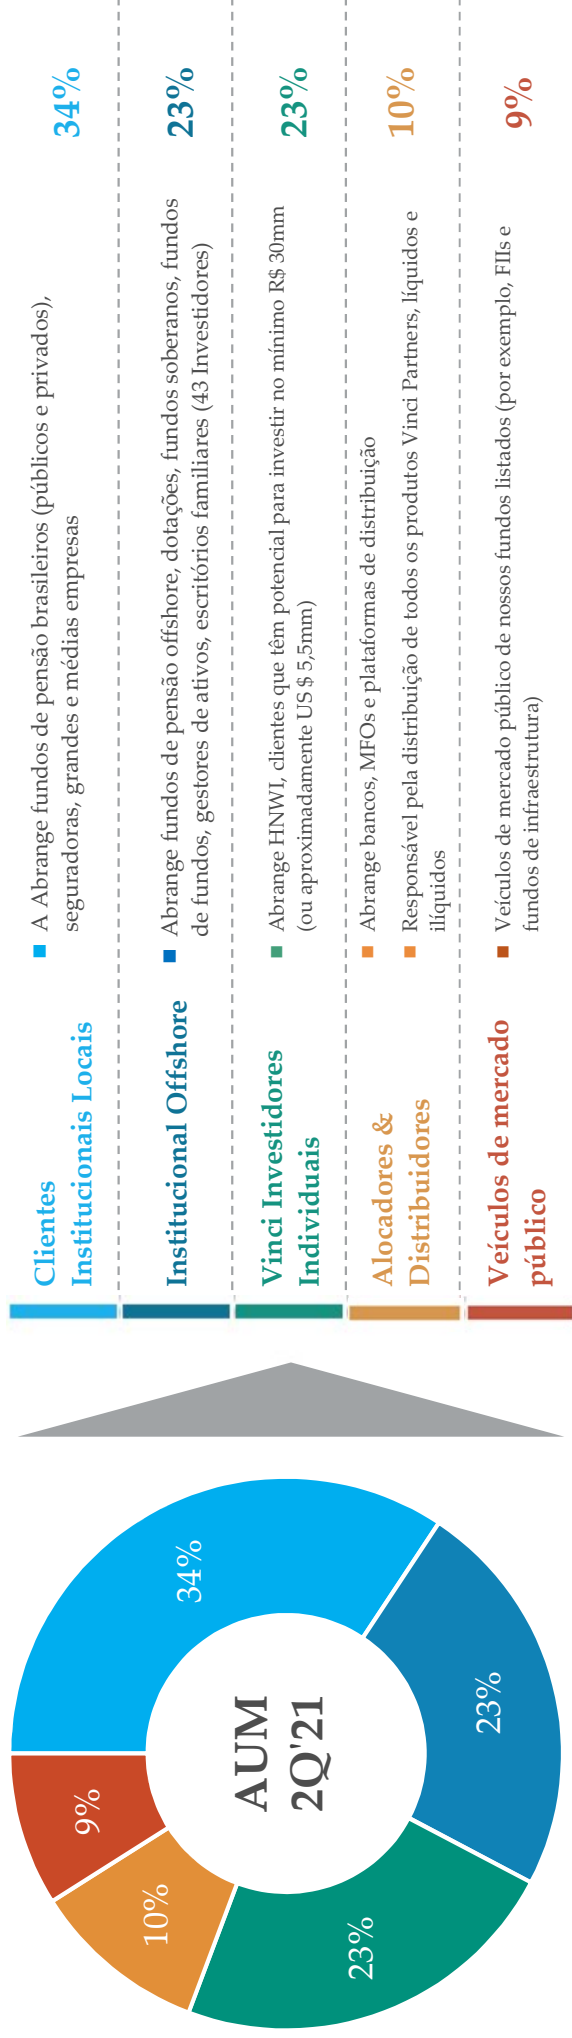 AUM
2Q'21
34%
23%
23%
10%
9%
Clientes
Institucionais Locais
A Abrange fundos de pensão brasileiros (públicos e privados),
seguradoras, grandes e médias empresas
34%
Institucional Offshore
Abrange fundos de pensão offshore, dotações, fundos soberanos, fundos
de fundos, gestores de ativos, escritórios familiares (43 Investidores)
23%
Vinci Investidores
Individuais
Abrange HNWI, clientes que têm potencial para investir no mínimo R$ 30mm
(ou aproximadamente US $ 5,5mm)
23%
Alocadores &
Distribuidores
Abrange bancos, MFOs e plataformas de distribuição
Responsável pela distribuição de todos os produtos Vinci Partners, líquidos e
ilíquidos
10%
Veículos de mercado
público
Veículos de mercado público de nossos fundos listados (por exemplo, FIIs e
fundos de infraestrutura)
9%